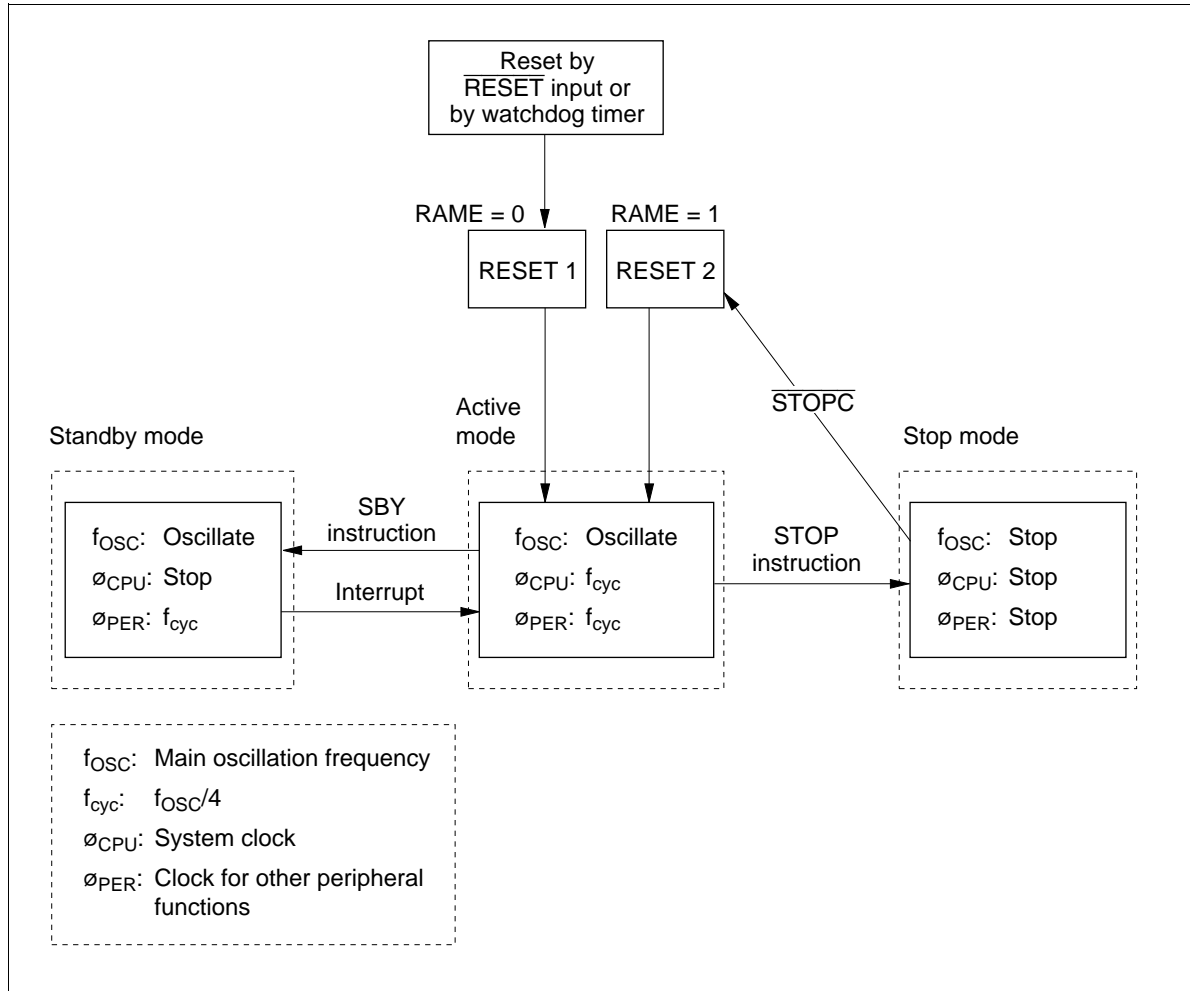 Reset by
RESET input or
by watchdog timer
RAME = 0
RAME = 1
RESET 1
RESET 2
STOPC
Standby mode
Active
mode
Stop mode
fOSC: Oscillate
øCPU: Stop
øPER: fcyc
SBY
instruction
Interrupt
fOSC: Oscillate
øCPU: fcyc
øPER: fcyc
STOP
instruction
fOSC: Stop
øCPU: Stop
øPER: Stop
fOSC: Main oscillation frequency
fcyc: fOSC/4
øCPU: System clock
øPER: Clock for other peripheral
functions